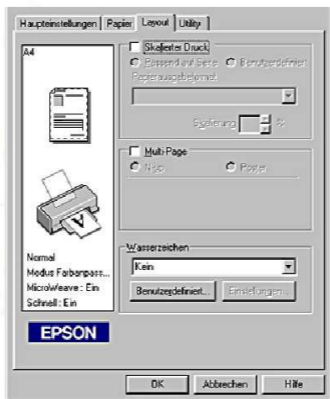 Haupteinstellungen Papier Layout Utility
A4
Skalierter Druck
Passend auf Seite Benutzerdefiniert
Papierausgabeformat
Skalierung %
Multi-Page
N-up Poster
Normal
Modus Farbanpass...
MicroWeave : Ein
Schnell : Ein
EPSON
Wasserzeichen
Kein
Benutzerdefiniert... Einstellungen...
OK Abbrechen Hilfe